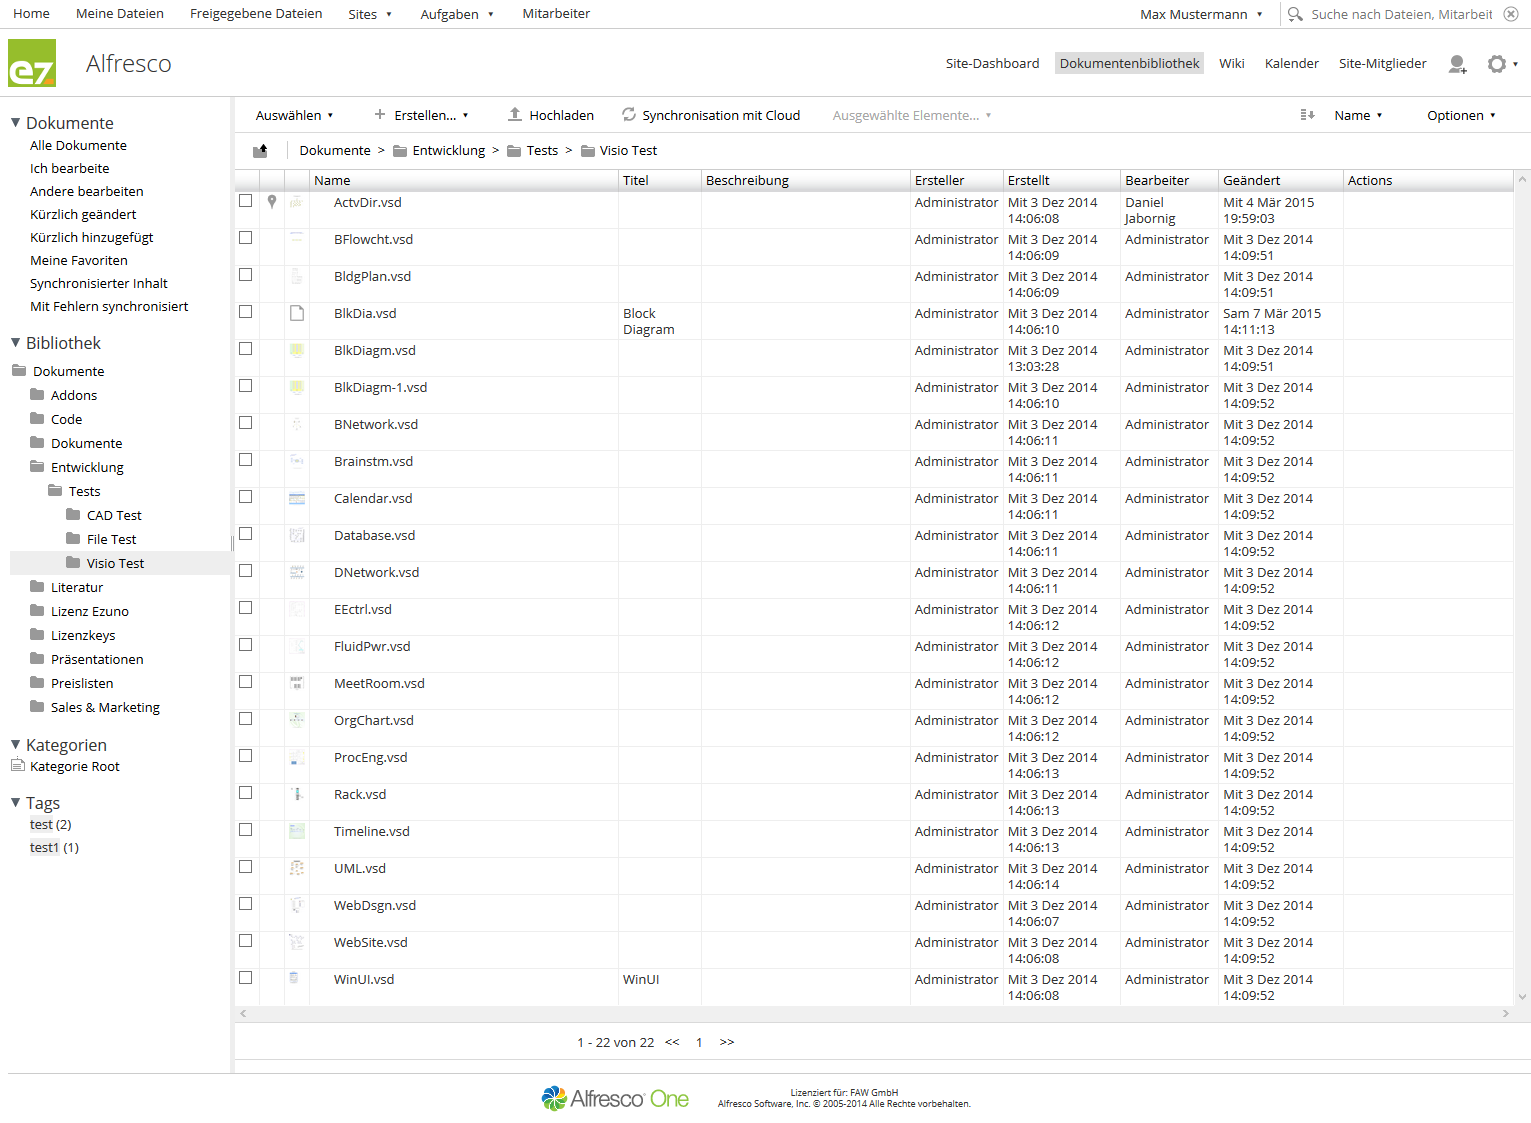 Home Meine Dateien Freigegebene Dateien Sites Aufgaben Mitarbeiter Max Mustermann Suche nach Dateien, Mitarbeit
ez Alfresco Site-Dashboard Dokumentenbibliothek Wiki Kalender Site-Mitglieder
Dokumente
Alle Dokumente
Ich bearbeite
Andere bearbeiten
Kürzlich geändert
Kürzlich hinzugefügt
Meine Favoriten
Synchronisierter Inhalt
Mit Fehlern synchronisiert
Bibliothek
Dokumente
Addons
Code
Dokumente
Entwicklung
Tests
CAD Test
File Test
Visio Test
Literatur
Lizenz Ezuno
Lizenzkeys
Präsentationen
Preislisten
Sales & Marketing
Kategorien
Kategorie Root
Tags
test (2)
test1 (1)
Auswählen Erstellen... Hochladen Synchronisation mit Cloud Ausgewählte Elemente... Name Optionen
Dokumente > Entwicklung > Tests > Visio Test
Name Titel Beschreibung Ersteller Erstellt Bearbeiter Geändert Actions
ActvDir.vsd Administrator Mit 3 Dez 2014 Daniel Mit 4 Mär 2015
14:06:08 Jabornig 19:59:03
BFlowcht.vsd Administrator Mit 3 Dez 2014 Administrator Mit 3 Dez 2014
14:06:09 14:09:51
BldgPlan.vsd Administrator Mit 3 Dez 2014 Administrator Mit 3 Dez 2014
14:06:09 14:09:51
BlkDia.vsd Block Administrator Mit 3 Dez 2014 Administrator Sam 7 Mär 2015
Diagram 14:06:10 14:11:13
BlkDiagm.vsd Administrator Mit 3 Dez 2014 Administrator Mit 3 Dez 2014
13:03:28 14:09:51
BlkDiagm-1.vsd Administrator Mit 3 Dez 2014 Administrator Mit 3 Dez 2014
14:06:10 14:09:52
BNetwork.vsd Administrator Mit 3 Dez 2014 Administrator Mit 3 Dez 2014
14:06:11 14:09:52
Brainstm.vsd Administrator Mit 3 Dez 2014 Administrator Mit 3 Dez 2014
14:06:11 14:09:52
Calendar.vsd Administrator Mit 3 Dez 2014 Administrator Mit 3 Dez 2014
14:06:11 14:09:52
Database.vsd Administrator Mit 3 Dez 2014 Administrator Mit 3 Dez 2014
14:06:11 14:09:52
DNetwork.vsd Administrator Mit 3 Dez 2014 Administrator Mit 3 Dez 2014
14:06:11 14:09:52
EEctrl.vsd Administrator Mit 3 Dez 2014 Administrator Mit 3 Dez 2014
14:06:12 14:09:52
FluidPwr.vsd Administrator Mit 3 Dez 2014 Administrator Mit 3 Dez 2014
14:06:12 14:09:52
MeetRoom.vsd Administrator Mit 3 Dez 2014 Administrator Mit 3 Dez 2014
14:06:12 14:09:52
OrgChart.vsd Administrator Mit 3 Dez 2014 Administrator Mit 3 Dez 2014
14:06:12 14:09:52
ProcEng.vsd Administrator Mit 3 Dez 2014 Administrator Mit 3 Dez 2014
14:06:13 14:09:52
Rack.vsd Administrator Mit 3 Dez 2014 Administrator Mit 3 Dez 2014
14:06:13 14:09:52
Timeline.vsd Administrator Mit 3 Dez 2014 Administrator Mit 3 Dez 2014
14:06:13 14:09:52
UML.vsd Administrator Mit 3 Dez 2014 Administrator Mit 3 Dez 2014
14:06:14 14:09:52
WebDsgn.vsd Administrator Mit 3 Dez 2014 Administrator Mit 3 Dez 2014
14:06:07 14:09:52
WebSite.vsd Administrator Mit 3 Dez 2014 Administrator Mit 3 Dez 2014
14:06:08 14:09:52
WinUI.vsd WinUI Administrator Mit 3 Dez 2014 Administrator Mit 3 Dez 2014
14:06:08 14:09:52
1 - 22 von 22 << 1 >>
Alfresco One
Lizenziert für: FAW GmbH
Alfresco Software, Inc. © 2005-2014 Alle Rechte vorbehalten.